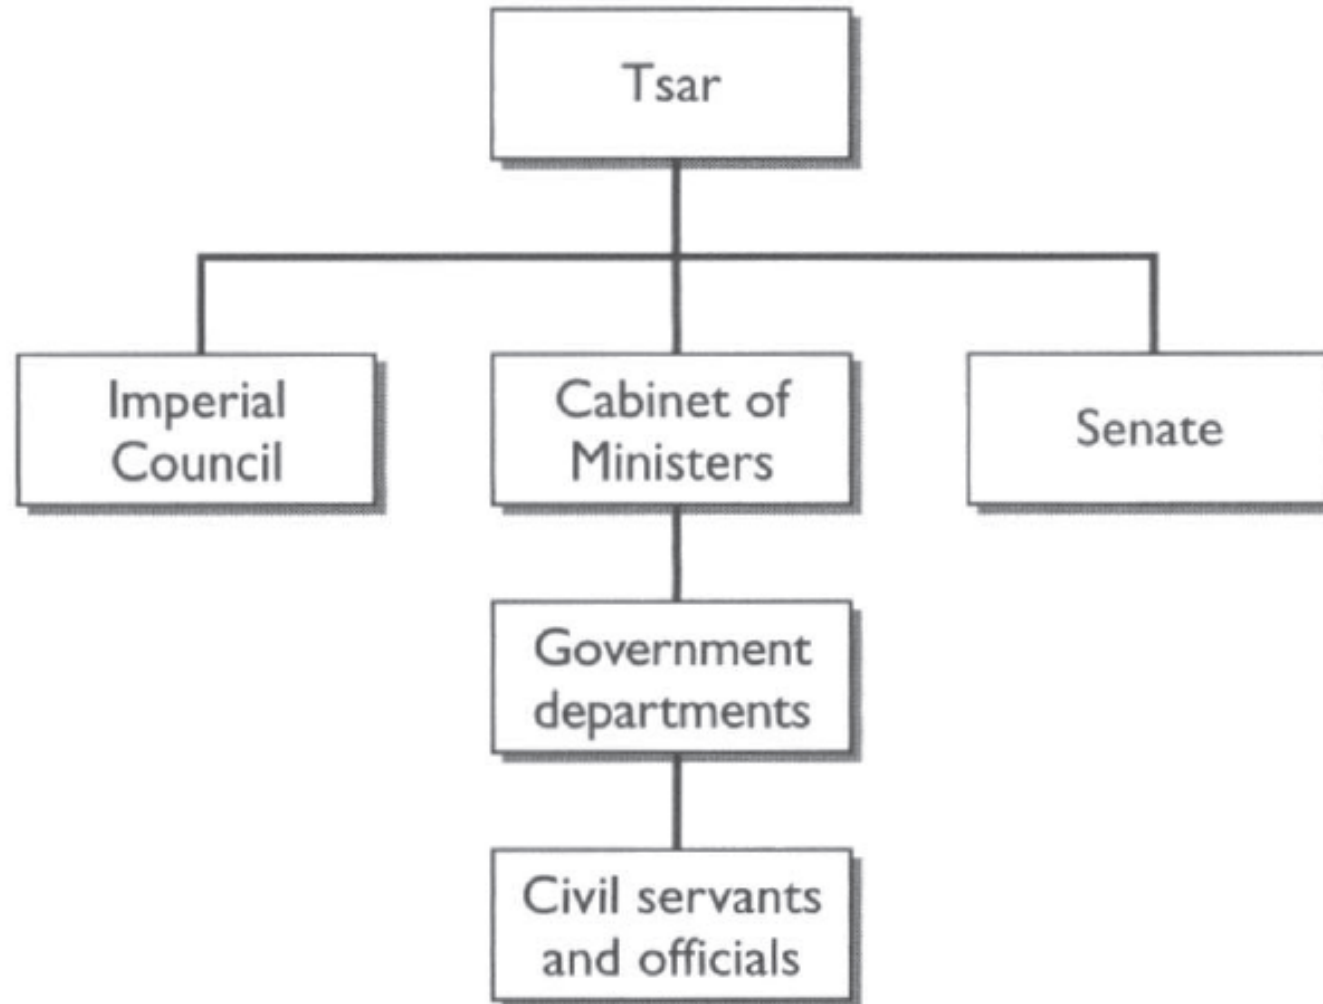 Tsar
Imperial
Council
Cabinet of
Ministers
Senate
Government
departments
Civil servants
and officials